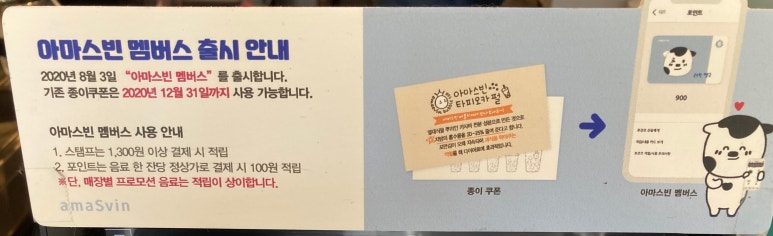 아마스빈 멤버스 출시 안내
2020년 8월 3일 “아마스빈 멤버스” 를 출시합니다.
기존 종이쿠폰은 2020년 12월 31일까지 사용 가능합니다.
아마스빈 멤버스 사용 안내
1. 스탬프는 1,300원 이상 결제 시 적립
2. 포인트는 음료 한 잔당 정상가로 결제 시 100원 적립
※단, 매장별 프로모션 음료는 적립이 상이합니다.
amaSvin
아마스빈
타피오카 펄
종이 쿠폰
포인트
900
아마스빈 멤버스